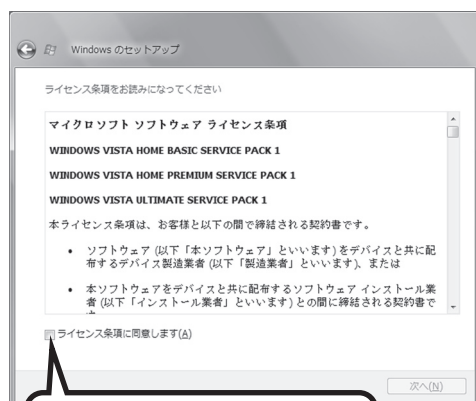 Windows のセットアップ
ライセンス条項をお読みになってください
マイクロソフト ソフトウェア ライセンス条項
WINDOWS VISTA HOME BASIC SERVICE PACK 1
WINDOWS VISTA HOME PREMIUM SERVICE PACK 1
WINDOWS VISTA ULTIMATE SERVICE PACK 1
本ライセンス条項は、お客様と以下の間で締結される契約書です。
• ソフトウェア (以下「本ソフトウェア」といいます) をデバイスと共に配
布するデバイス製造業者 (以下「製造業者」といいます)、または
• 本ソフトウェアをデバイスと共に配布するソフトウェア インストール業
者 (以下「インストール業者」といいます) との間に締結される契約書で
ライセンス条項に同意します(A)
次へ(N)